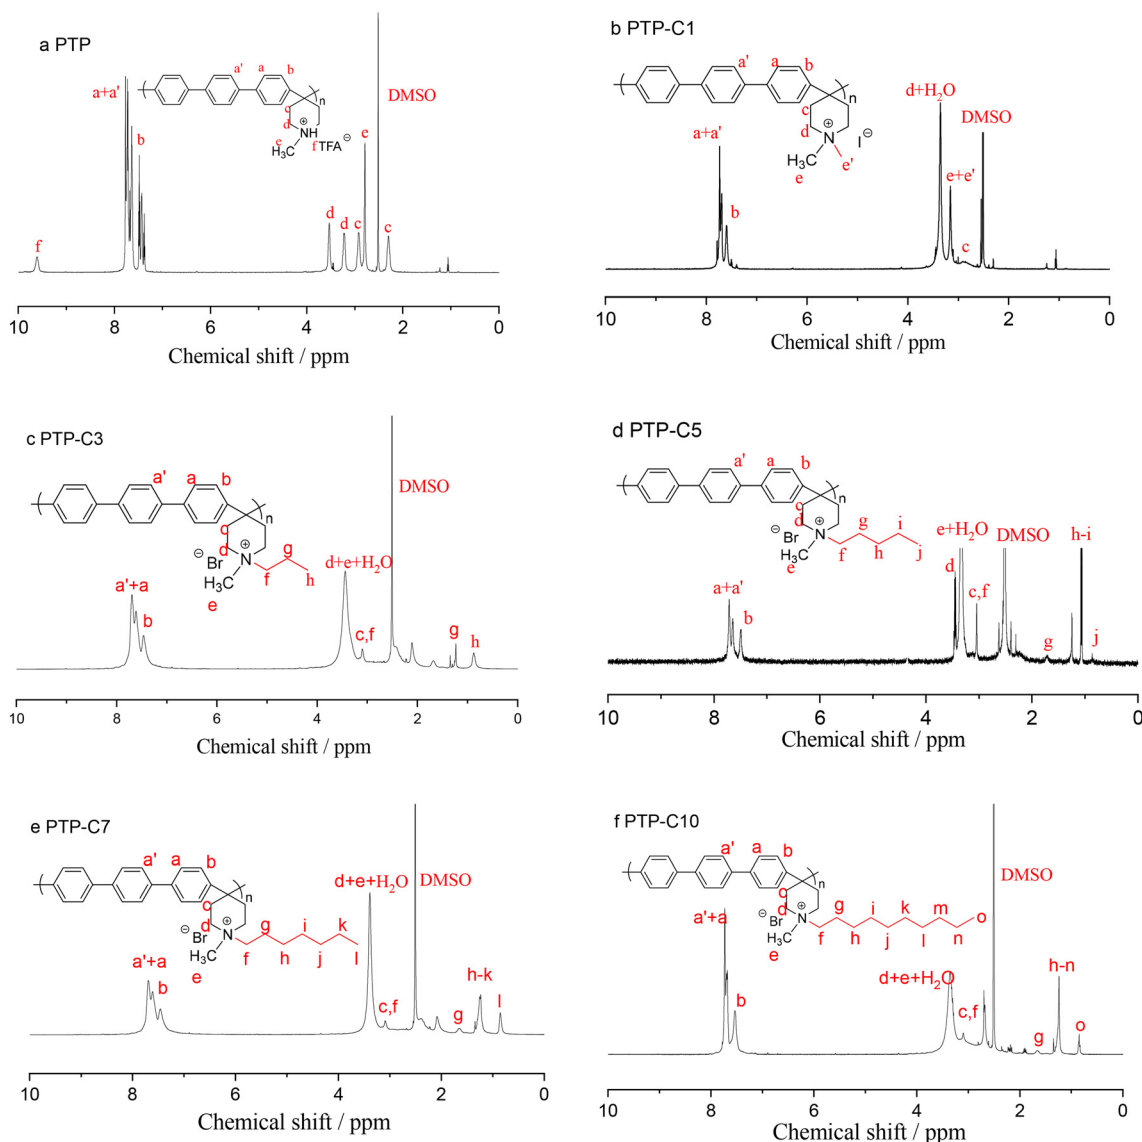 a PTP
a' a b
a+a'
b
c
d
e
H₃C
N
⊕
NH
f TFA⊖
n
DMSO
e
d d c c
f
10 8 6 4 2 0
Chemical shift / ppm
b PTP-C1
a' a b
n
c
d
⊕
N
I⊖
H₃C e'
e
d+H₂O
DMSO
a+a'
e+e'
b
c
10 8 6 4 2 0
Chemical shift / ppm
c PTP-C3
a' a b
n
c
d
⊖
Br
⊕
N
g
H₃C f h
e
DMSO
d+e+H₂O
a'+a
b
c,f
g
h
10 8 6 4 2 0
Chemical shift / ppm
d PTP-C5
a' a b
n
c
d
⊖
Br
⊕
N
g i
H₃C f h j
e
e+H₂O
DMSO
h-i
d
a+a'
c,f
b
g
j
10 8 6 4 2 0
Chemical shift / ppm
e PTP-C7
a' a b
n
c
d
⊖
Br
⊕
N
g i k
H₃C f h j l
e
d+e+H₂O
DMSO
a'+a
b
c,f
g
h-k
l
10 8 6 4 2 0
Chemical shift / ppm
f PTP-C10
a' a b
n
c
d
⊖
Br
⊕
N
g i k m o
H₃C f h j l n
e
DMSO
a'+a
d+e+H₂O
h-n
b
c,f
g
o
10 8 6 4 2 0
Chemical shift / ppm